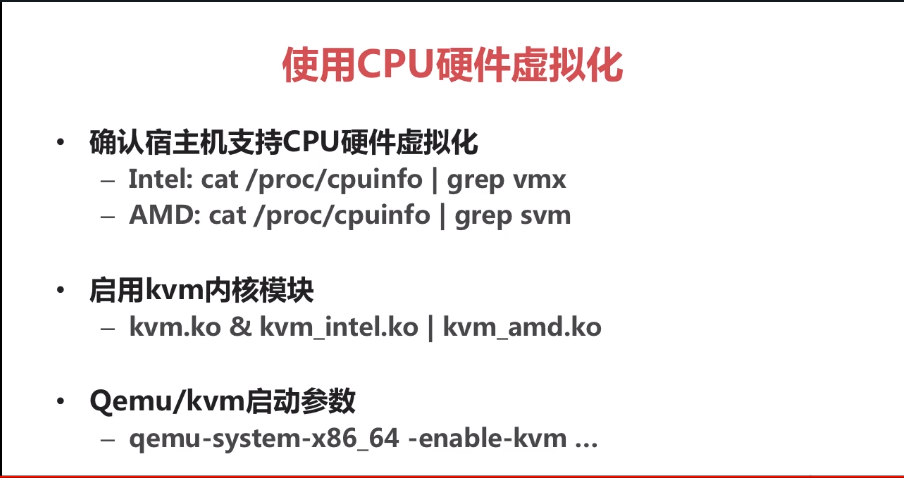 使用CPU硬件虚拟化
• 确认宿主机支持CPU硬件虚拟化
– Intel: cat /proc/cpuinfo | grep vmx
– AMD: cat /proc/cpuinfo | grep svm
• 启用kvm内核模块
– kvm.ko & kvm_intel.ko | kvm_amd.ko
• Qemu/kvm启动参数
– qemu-system-x86_64 -enable-kvm ...